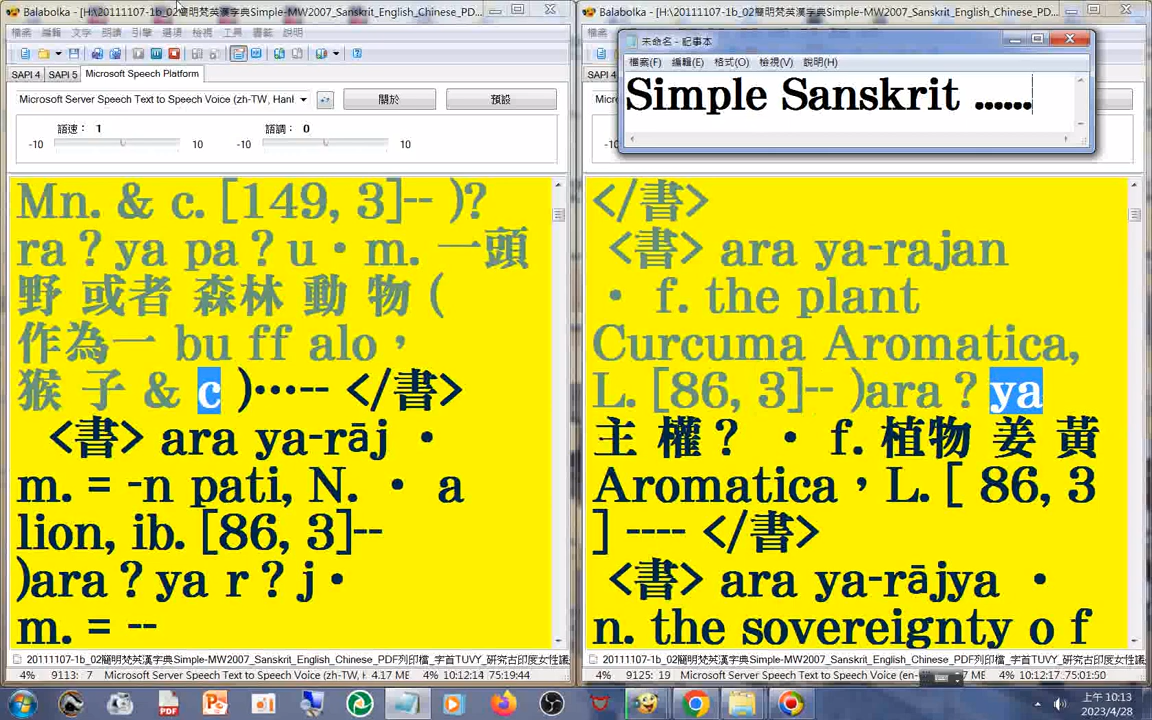 Balabolka - [H:\20111107-1b_02簡明梵英漢字典Simple-MW2007_Sanskrit_English_Chinese_PD...
檔案 編輯 文字 朗讀 引擎 選項 檢視 工具 書籤 說明
SAPI 4 SAPI 5 Microsoft Speech Platform
Microsoft Server Speech Text to Speech Voice (zh-TW, Hanl
關於
預設
語速： 1
語調： 0
-10 10 -10 10
Mn. & c. [149, 3]-- )?
ra？ya pa？u‧m. 一頭
野 或者 森林 動 物 (
作為一 bu ff alo，
猴 子 & c )…-- </書>
<書> ara ya-rāj ‧
m. = -n pati, N. ‧ a
lion, ib. [86, 3]--
)ara？ya r？j‧
m. = --
20111107-1b_02簡明梵英漢字典Simple-MW2007_Sanskrit_English_Chinese_PDF列印檔_字首TUVY_研究古印度女性議
4% 9113: 7 Microsoft Server Speech Text to Speech Voice (zh-TW, H 4.17 ME 4% 10:12:14 75:19:44
Balabolka - [H:\20111107-1b_02簡明梵英漢字典Simple-MW2007_Sanskrit_English_Chinese_PDF...
檔案
SAPI 4
未命名 - 記事本
檔案(F) 編輯(E) 格式(O) 檢視(V) 說明(H)
Simple Sanskrit ......
</書>
<書> ara ya-rajan
‧ f. the plant
Curcuma Aromatica,
L. [86, 3]-- )ara？ya
主 權？ ‧ f. 植物 姜 黃
Aromatica，L. [ 86, 3
] ---- </書>
<書> ara ya-rājya ‧
n. the sovereignty o f
20111107-1b_02簡明梵英漢字典Simple-MW2007_Sanskrit_English_Chinese_PDF列印檔_字首TUVY_研究古印度女性議
4% 9125: 19 Microsoft Server Speech Text to Speech Voice (en- 4% 10:12:17 75:01:50
上午 10:13
2023/4/28